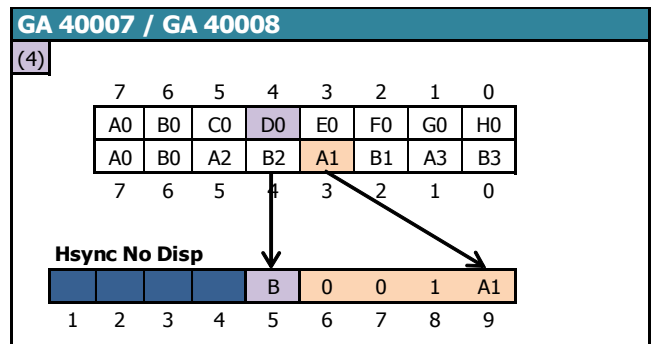 GA 40007 / GA 40008
(4)
7 6 5 4 3 2 1 0
A0 B0 C0 D0 E0 F0 G0 H0
A0 B0 A2 B2 A1 B1 A3 B3
7 6 5 4 3 2 1 0
Hsync No Disp
B 0 0 1 A1
1 2 3 4 5 6 7 8 9